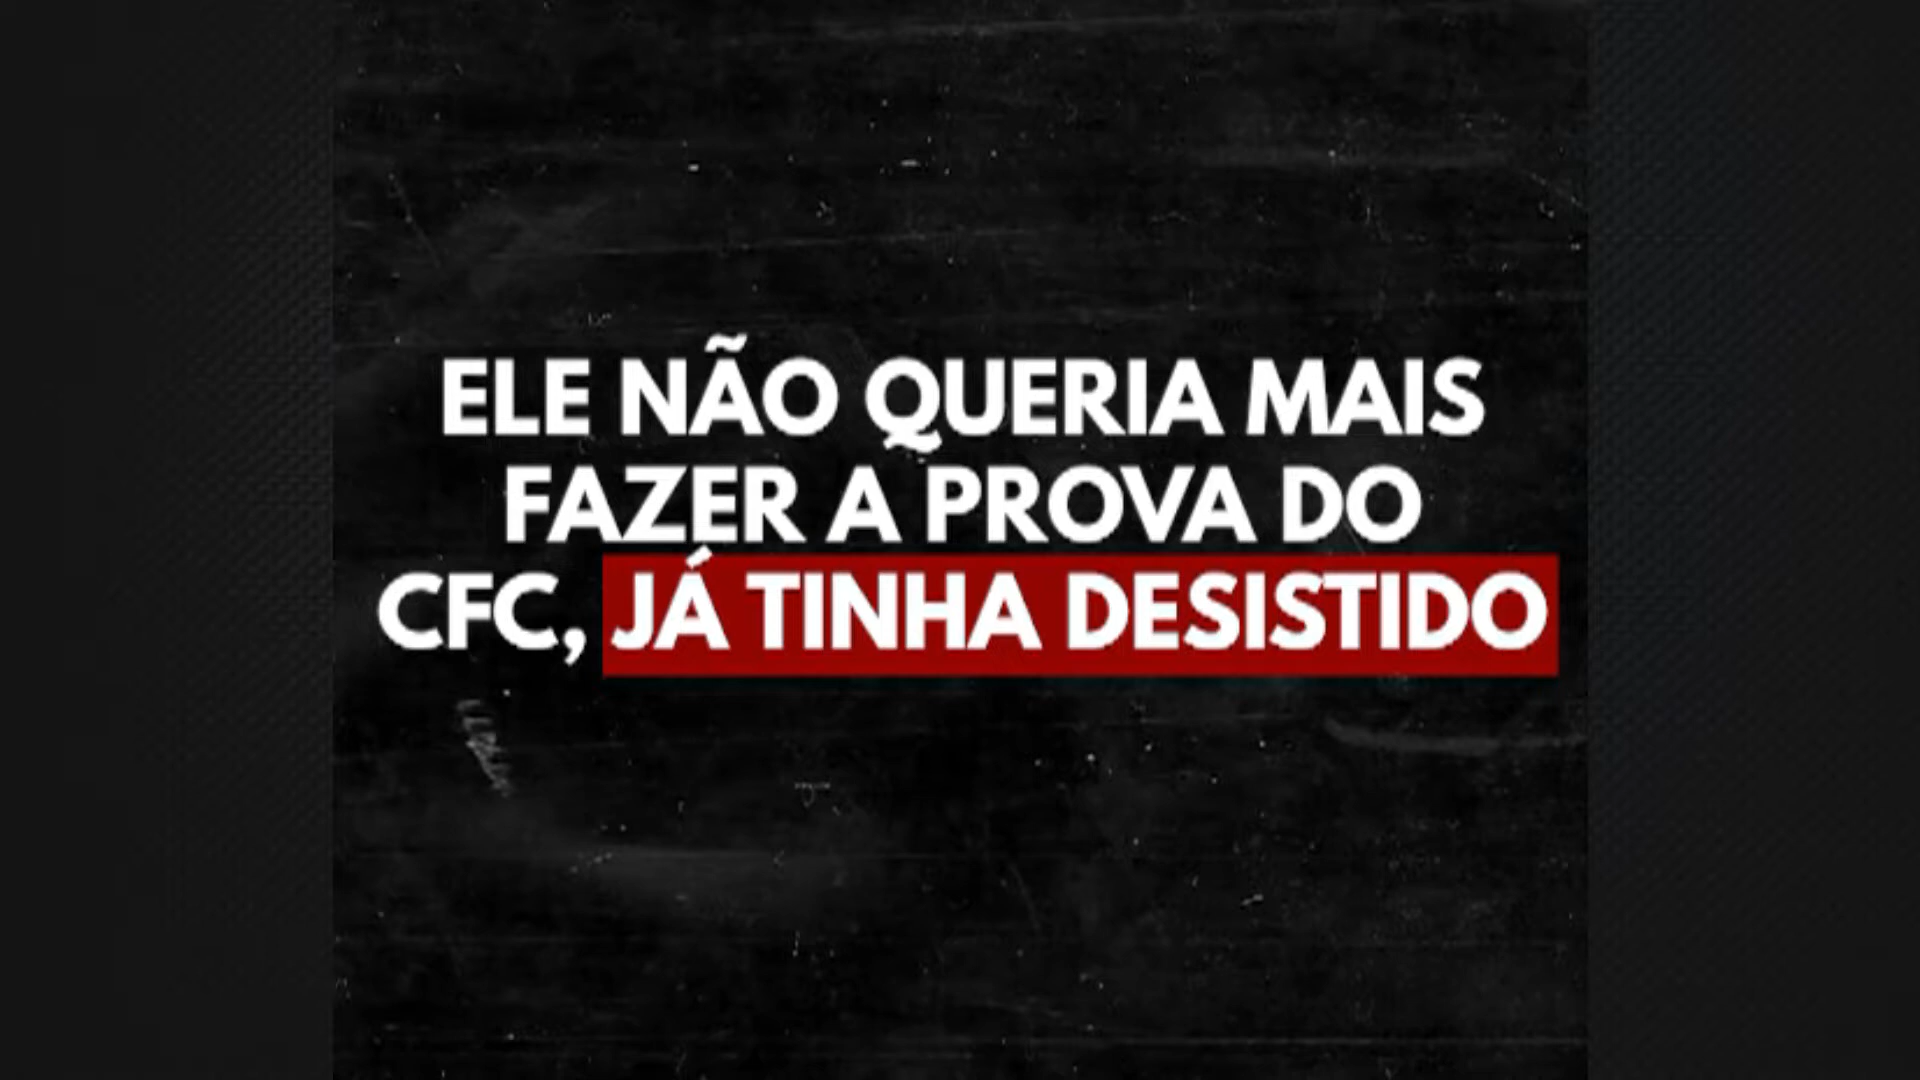 ELE NÃO QUERIA MAIS
FAZER A PROVA DO
CFC, JÁ TINHA DESISTIDO